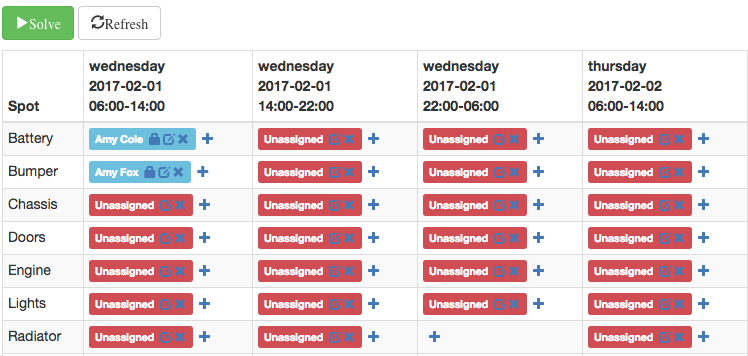 Solve Refresh
Spot wednesday 2017-02-01 06:00-14:00 wednesday 2017-02-01 14:00-22:00 wednesday 2017-02-01 22:00-06:00 thursday 2017-02-02 06:00-14:00
Battery Amy Cole Unassigned Unassigned Unassigned
Bumper Amy Fox Unassigned Unassigned Unassigned
Chassis Unassigned Unassigned Unassigned Unassigned
Doors Unassigned Unassigned Unassigned Unassigned
Engine Unassigned Unassigned Unassigned Unassigned
Lights Unassigned Unassigned Unassigned Unassigned
Radiator Unassigned Unassigned Unassigned